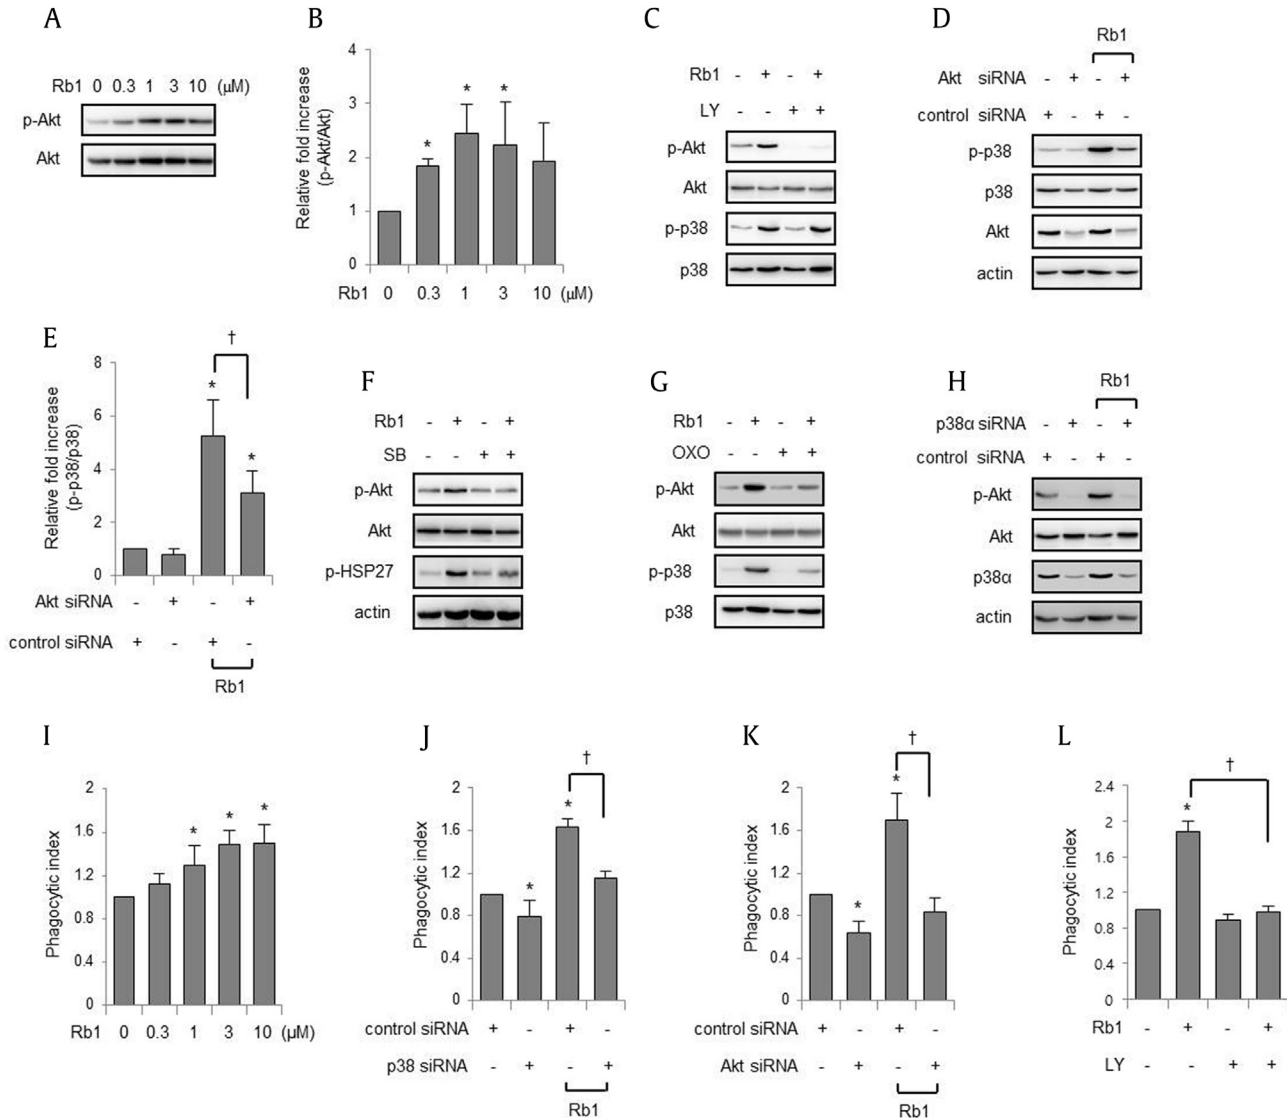 A
Rb1 0 0.3 1 3 10 (μM)
p-Akt
Akt
B
Relative fold increase
(p-Akt/Akt)
4
3
2
1
0
* * *
Rb1 0 0.3 1 3 10 (μM)
C
Rb1 - + - +
LY - - + +
p-Akt
Akt
p-p38
p38
D
Rb1
Akt siRNA - + - +
control siRNA + - + -
p-p38
p38
Akt
actin
E
Relative fold increase
(p-p38/p38)
8
6
4
2
0
†
* *
Akt siRNA - + - +
control siRNA + - + -
Rb1
F
Rb1 - + - +
SB - - + +
p-Akt
Akt
p-HSP27
actin
G
Rb1 - + - +
OXO - - + +
p-Akt
Akt
p-p38
p38
H
Rb1
p38α siRNA - + - +
control siRNA + - + -
p-Akt
Akt
p38α
actin
I
Phagocytic index
2
1.6
1.2
0.8
0.4
0
* * *
Rb1 0 0.3 1 3 10 (μM)
J
Phagocytic index
2
1.6
1.2
0.8
0.4
0
†
* *
control siRNA + - + -
p38 siRNA - + - +
Rb1
K
Phagocytic index
2
1.6
1.2
0.8
0.4
0
†
* *
control siRNA + - + -
Akt siRNA - + - +
Rb1
L
Phagocytic index
2.4
2
1.6
1.2
0.8
0.4
0
†
*
Rb1 - + - +
LY - - + +